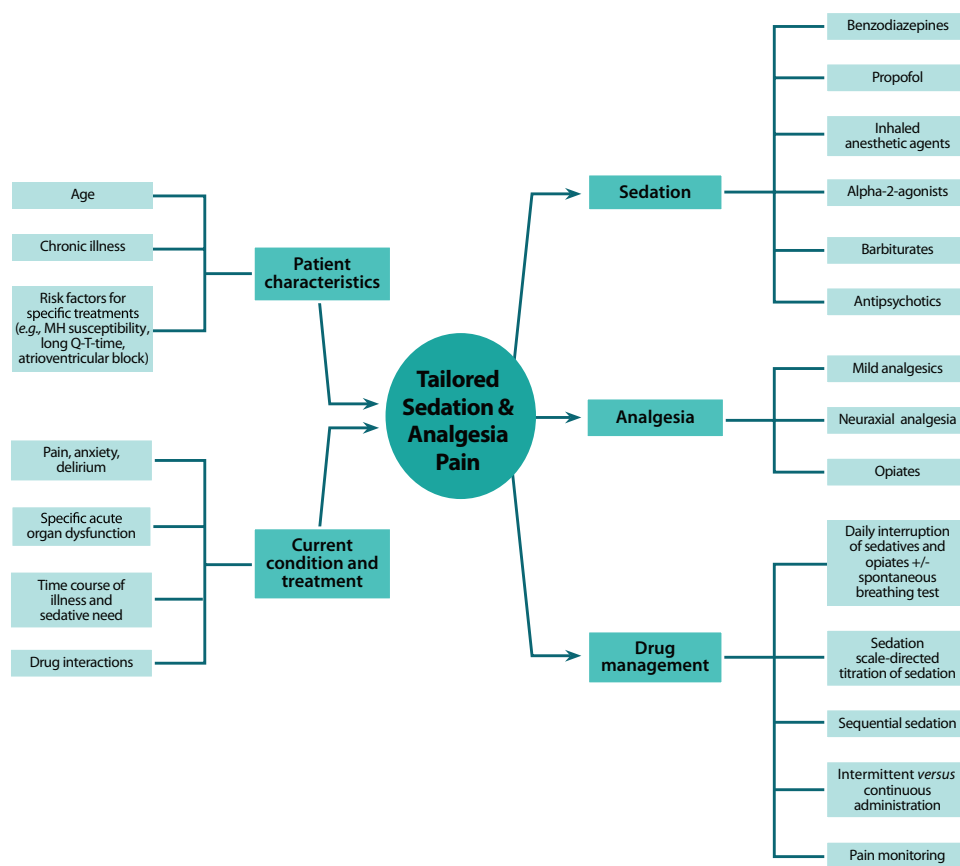 Age
Chronic illness
Risk factors for
specific treatments
(e.g., MH susceptibility,
long Q-T-time,
atrioventricular block)
Patient
characteristics
Pain, anxiety,
delirium
Specific acute
organ dysfunction
Time course of
illness and
sedative need
Drug interactions
Current
condition and
treatment
Tailored
Sedation &
Analgesia
Pain
Sedation
Benzodiazepines
Propofol
Inhaled
anesthetic agents
Alpha-2-agonists
Barbiturates
Antipsychotics
Analgesia
Mild analgesics
Neuraxial analgesia
Opiates
Drug
management
Daily interruption
of sedatives and
opiates +/-
spontaneous
breathing test
Sedation
scale-directed
titration of sedation
Sequential sedation
Intermittent versus
continuous
administration
Pain monitoring